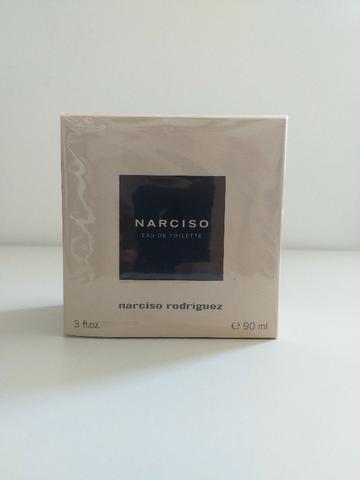 NARCISO
EAU DE TOILETTE
narciso rodriguez
3 fl.oz.
℮ 90 ml